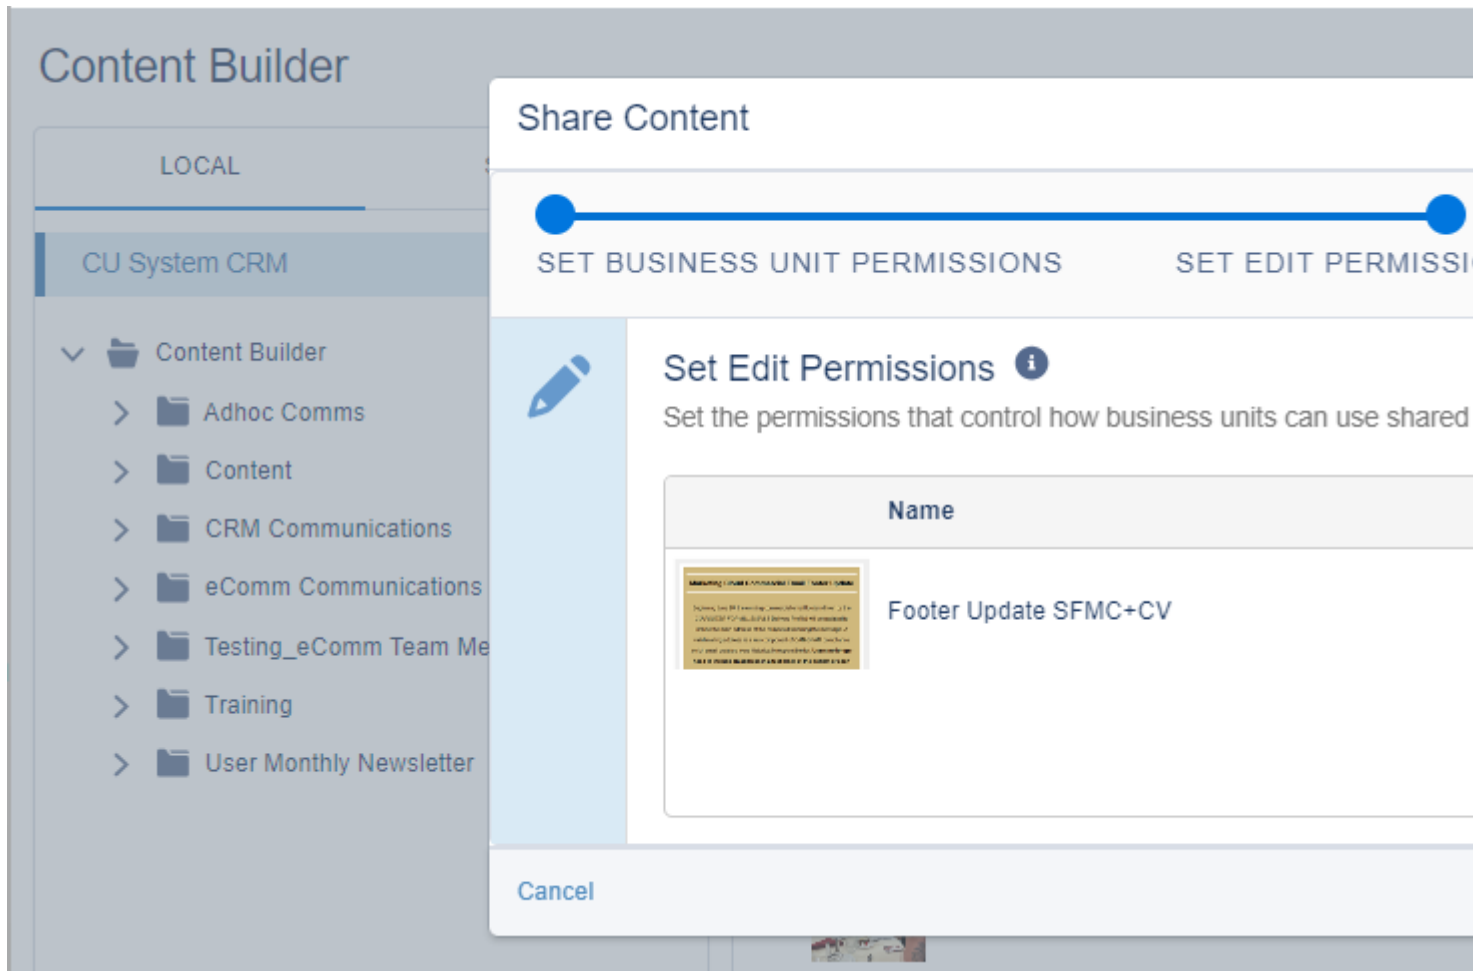 Content Builder
LOCAL
CU System CRM
Content Builder
Adhoc Comms
Content
CRM Communications
eComm Communications
Testing_eComm Team Me
Training
User Monthly Newsletter
Share Content
SET BUSINESS UNIT PERMISSIONS
SET EDIT PERMISSI
Set Edit Permissions
Set the permissions that control how business units can use shared
Name
Footer Update SFMC+CV
Cancel